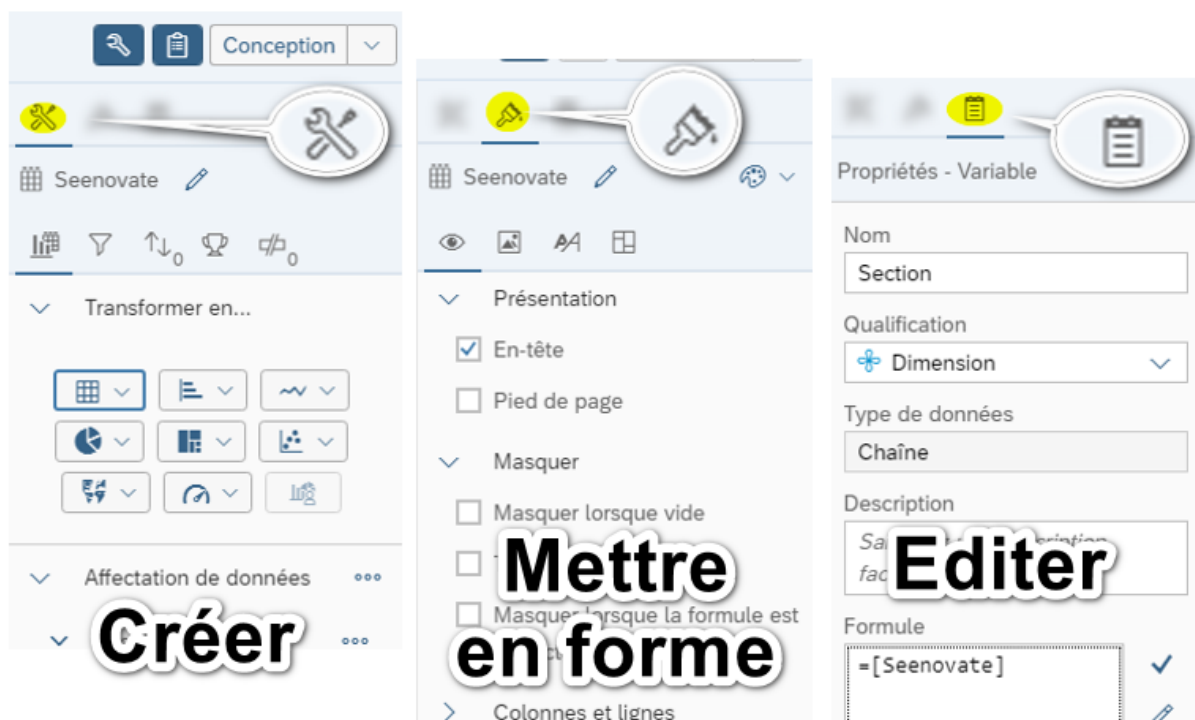 Conception
Seenovate
0
0
Transformer en...
Affectation de données
Créer
Seenovate
Présentation
En-tête
Pied de page
Masquer
Masquer lorsque vide
Masquer lorsque la formule est
Mettre
en forme
Colonnes et lignes
Propriétés - Variable
Nom
Section
Qualification
Dimension
Type de données
Chaîne
Description
Editer
Formule
=[Seenovate]